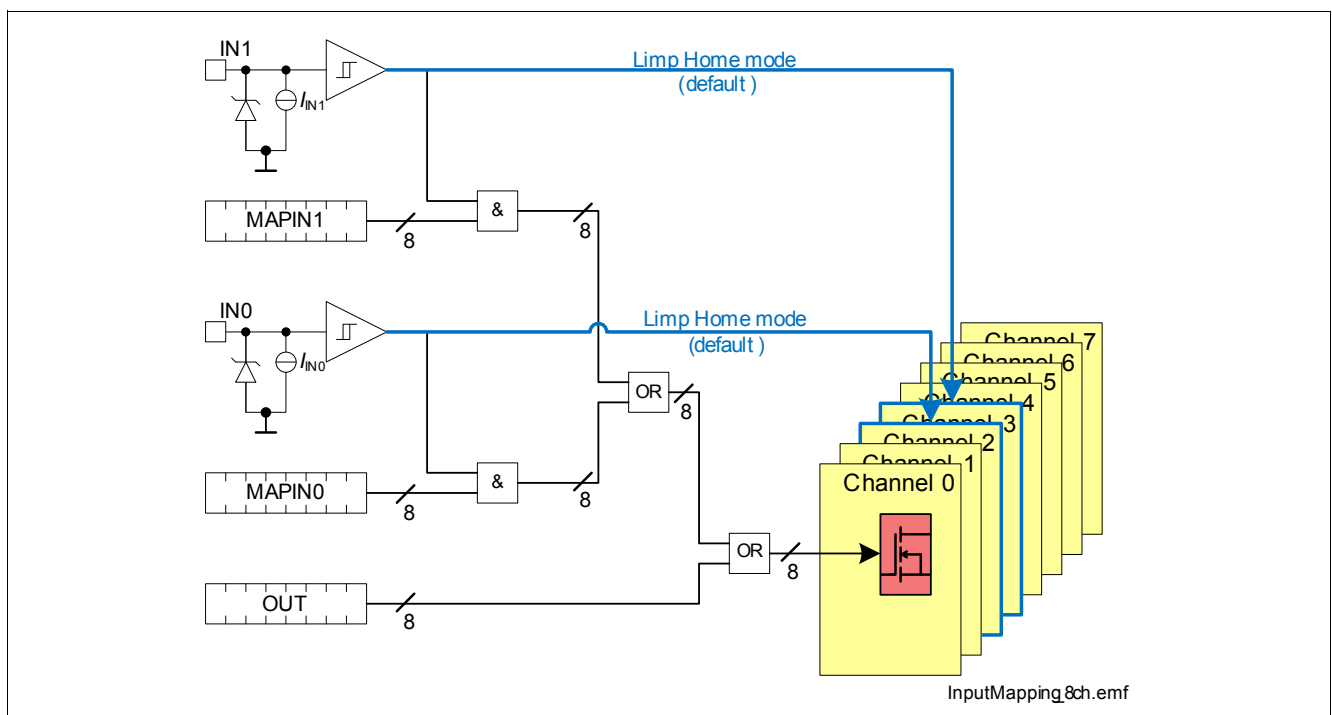 IN1
I_IN1
Limp Home mode
(default )
MAPIN1
8
&
8
IN0
I_IN0
Limp Home mode
(default )
OR
8
MAPIN0
8
&
8
OUT
8
OR
8
Channel 7
Channel 6
Channel 5
Channel 4
Channel 3
Channel 2
Channel 1
Channel 0
InputMapping_8ch.emf